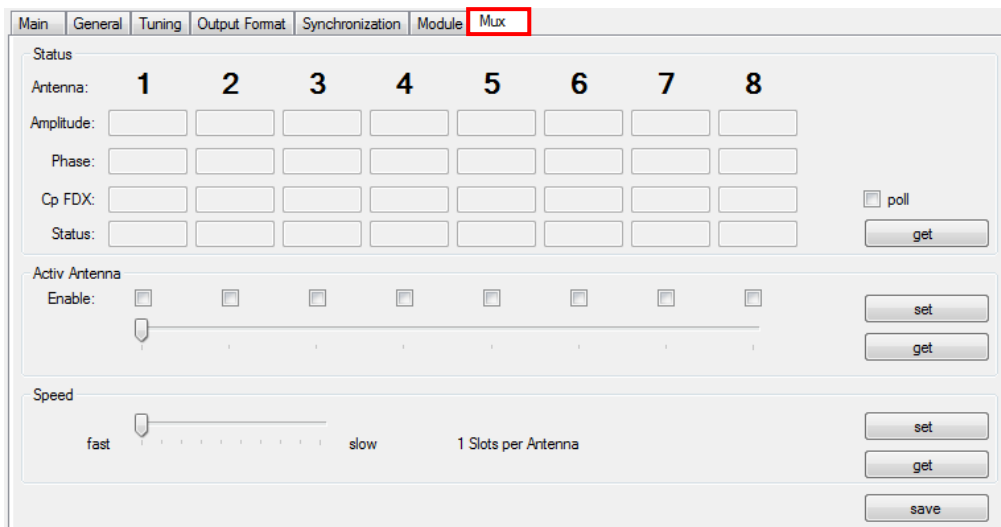 Main General Tuning Output Format Synchronization Module Mux
Status
Antenna: 1 2 3 4 5 6 7 8
Amplitude:
Phase:
Cp FDX:
poll
Status:
get
Activ Antenna
Enable:
set
get
Speed
fast slow 1 Slots per Antenna
set
get
save